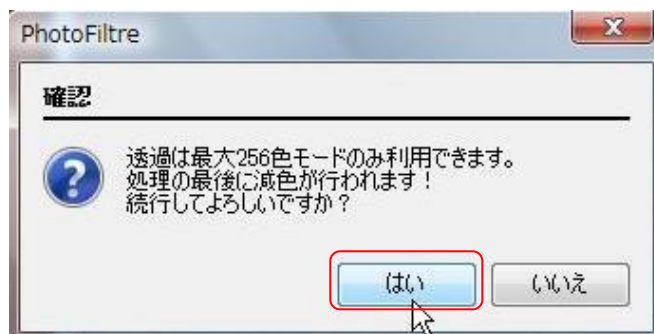 PhotoFiltre
確認
透過は最大256色モードのみ利用できます。
処理の最後に減色が行われます！
続行してよろしいですか？
はい
いいえ